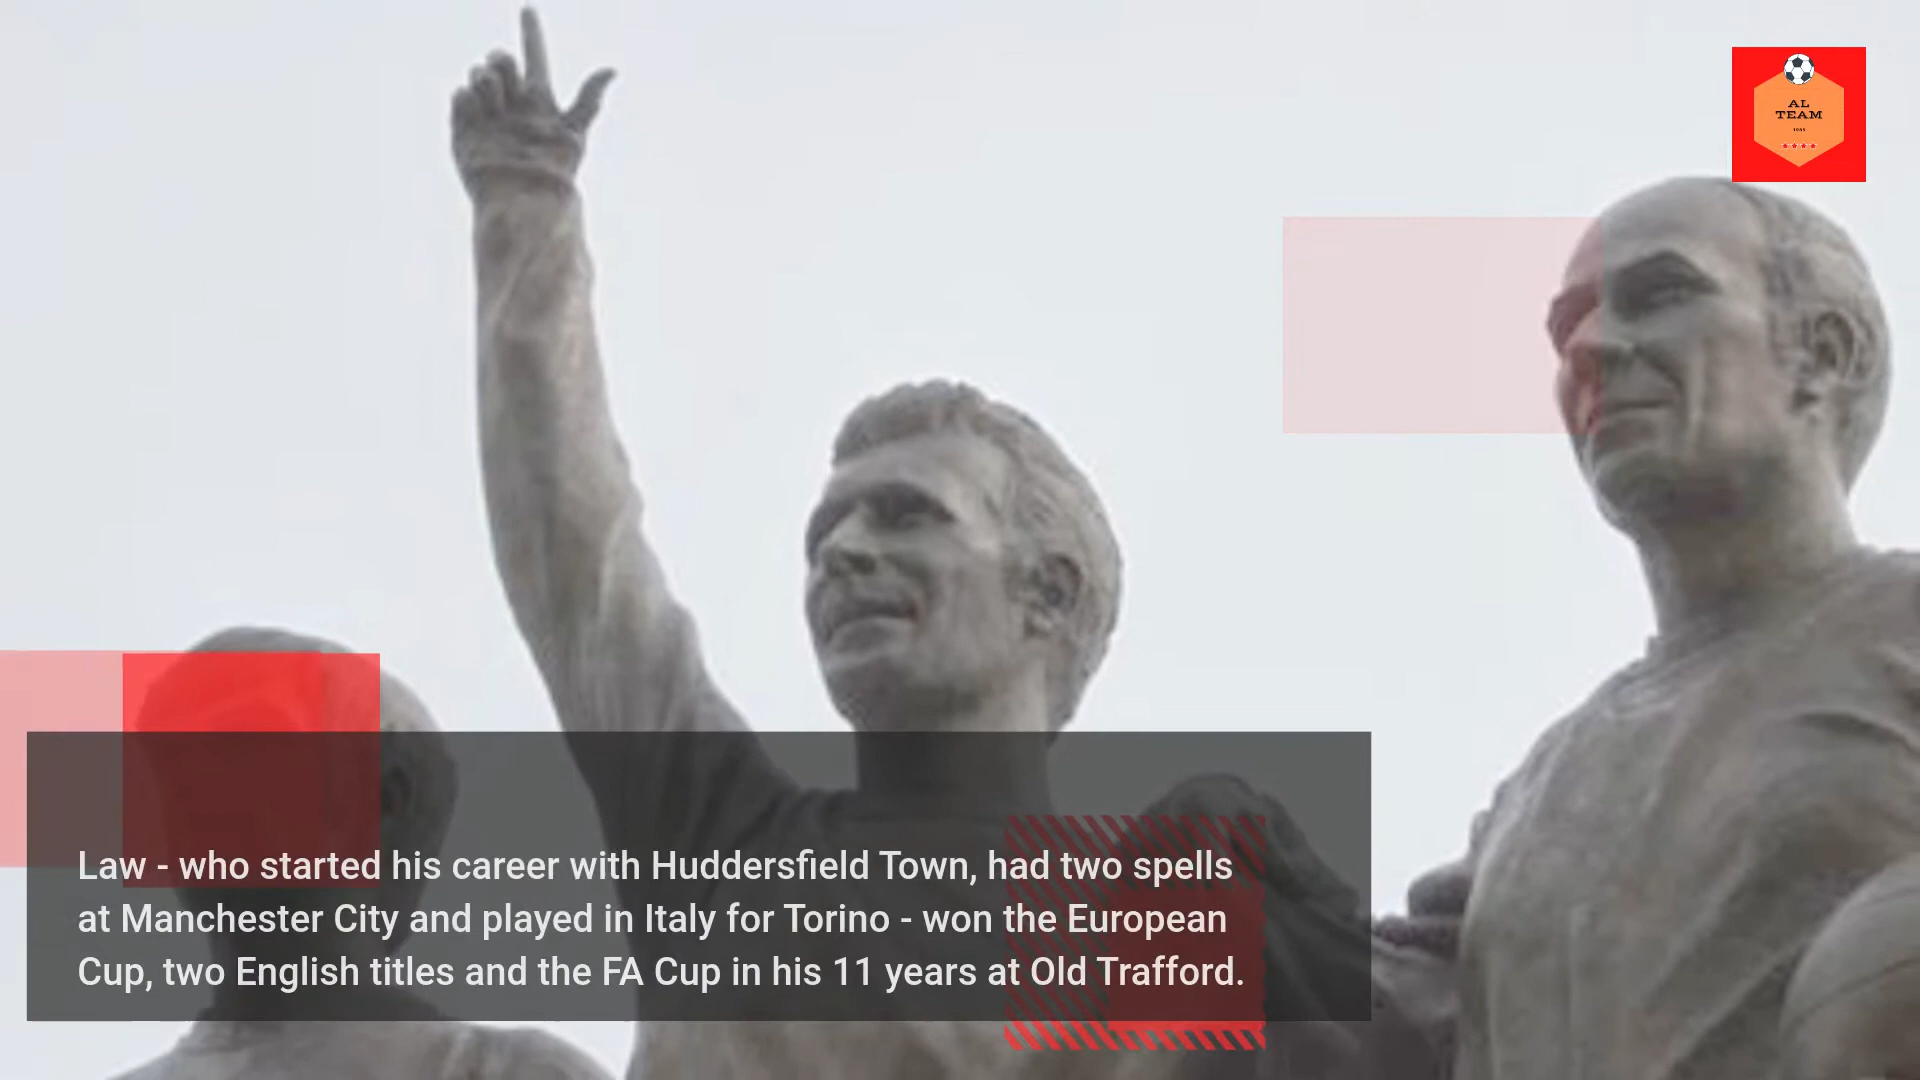 AL
TEAM
Law - who started his career with Huddersfield Town, had two spells
at Manchester City and played in Italy for Torino - won the European
Cup, two English titles and the FA Cup in his 11 years at Old Trafford.